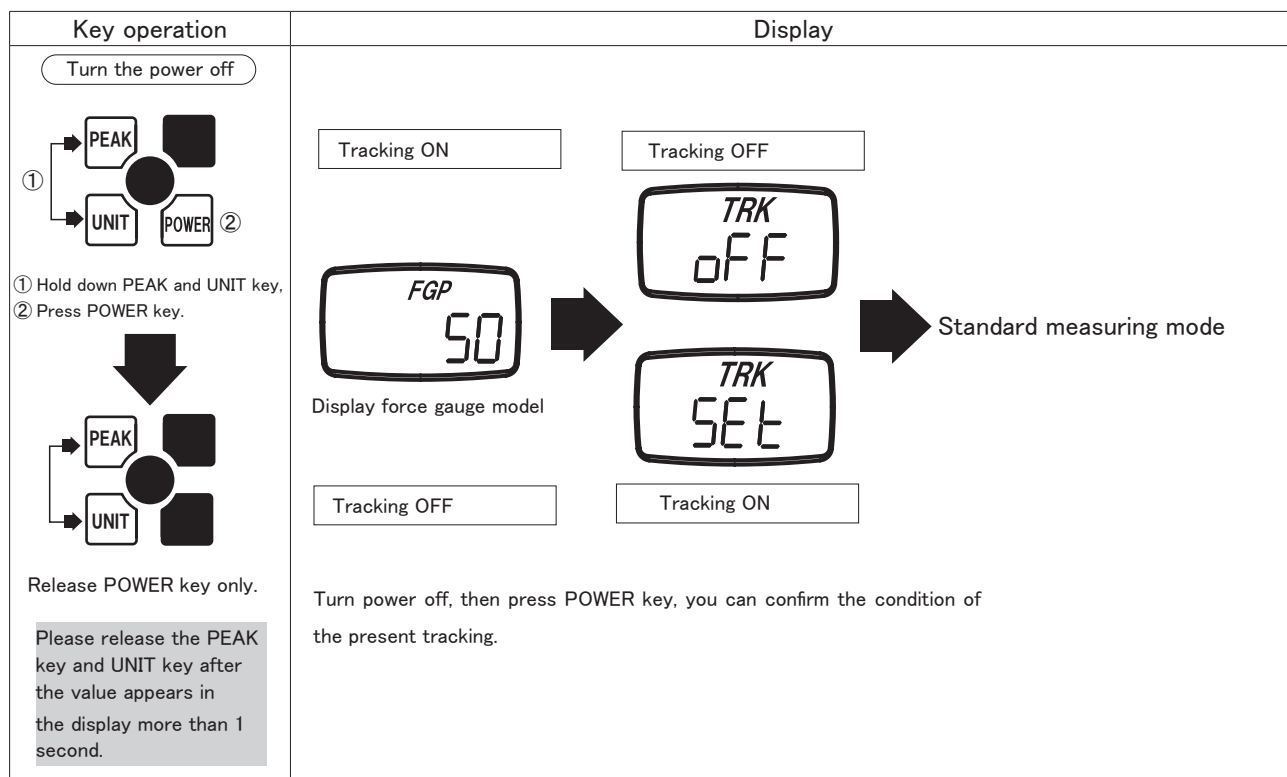 Key operation
Display
Turn the power off
PEAK
①
UNIT
POWER ②
① Hold down PEAK and UNIT key,
② Press POWER key.
PEAK
UNIT
Release POWER key only.
Please release the PEAK
key and UNIT key after
the value appears in
the display more than 1
second.
Tracking ON
Tracking OFF
FGP
50
Display force gauge model
TRK
oFF
TRK
SEt
Standard measuring mode
Tracking OFF
Tracking ON
Turn power off, then press POWER key, you can confirm the condition of
the present tracking.